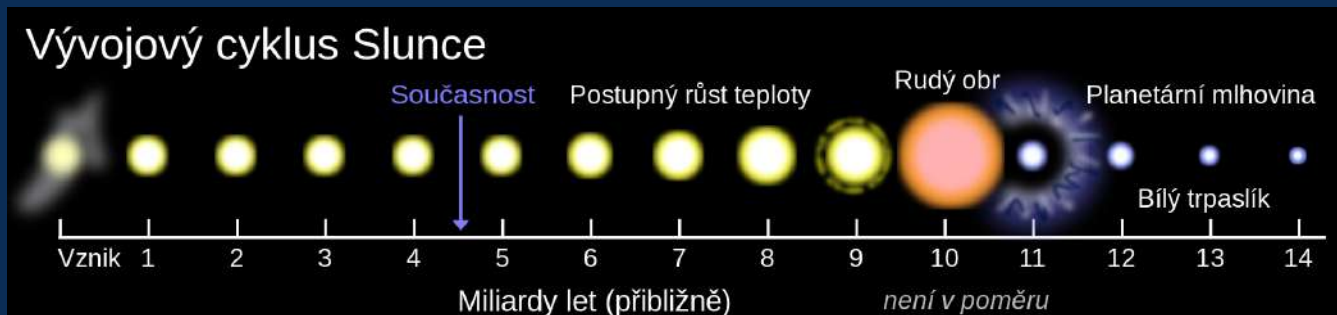 Vývojový cyklus Slunce
Současnost
Postupný růst teploty
Rudý obr
Planetární mlhovina
Bílý trpaslík
Vznik 1 2 3 4 5 6 7 8 9 10 11 12 13 14
Miliardy let (přibližně)
není v poměru